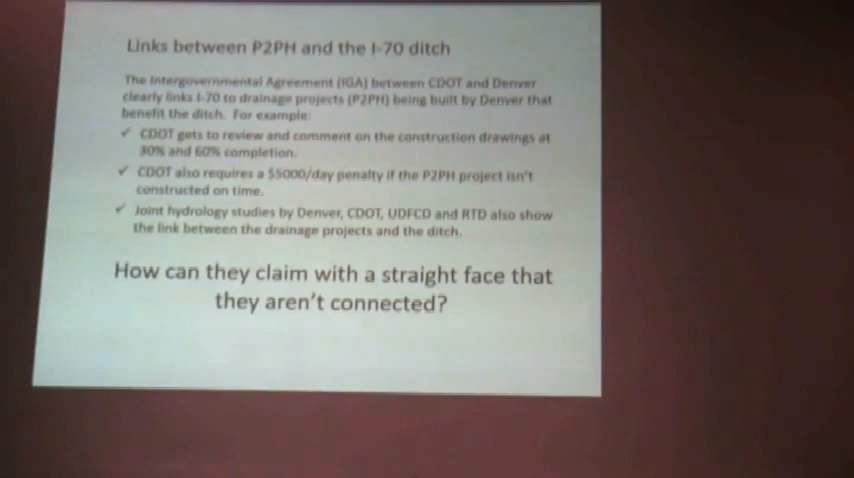 Links between P2PH and the I-70 ditch
The Intergovernmental Agreement (IGA) between CDOT and Denver
clearly links I-70 to drainage projects (P2PH) being built by Denver that
benefit the ditch. For example:
✓ CDOT gets to review and comment on the construction drawings at
30% and 60% completion.
✓ CDOT also requires a $5000/day penalty if the P2PH project isn't
constructed on time.
✓ Joint hydrology studies by Denver, CDOT, UDFCD and RTD also show
the link between the drainage projects and the ditch.
How can they claim with a straight face that
they aren't connected?